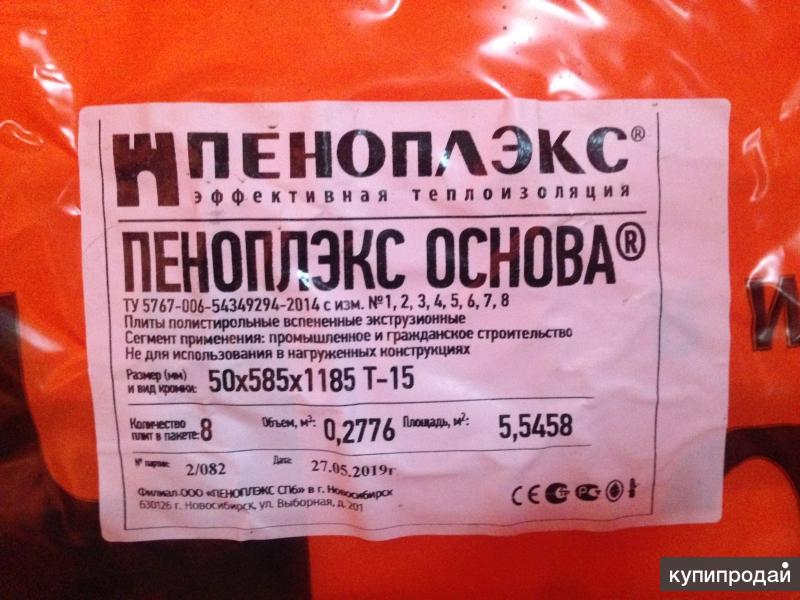 ПЕНОПЛЭКС®
эффективная теплоизоляция
ПЕНОПЛЭКС ОСНОВА®
ТУ 5767-006-54349294-2014 с изм. №1, 2, 3, 4, 5, 6, 7, 8
Плиты полистирольные вспененные экструзионные
Сегмент применения: промышленное и гражданское строительство
Не для использования в нагруженных конструкциях
Размер (мм)
и вид кромки: 50х585х1185 Т-15
Количество
плит в пакете: 8 Объем, м³: 0,2776 Площадь, м²: 5,5458
№ партии: 2/082 Дата: 27.05.2019г
Филиал ООО «ПЕНОПЛЭКС СПб» в г. Новосибирск
630126 г. Новосибирск, ул. Выборная, д. 201
CE РСТ
купипродай